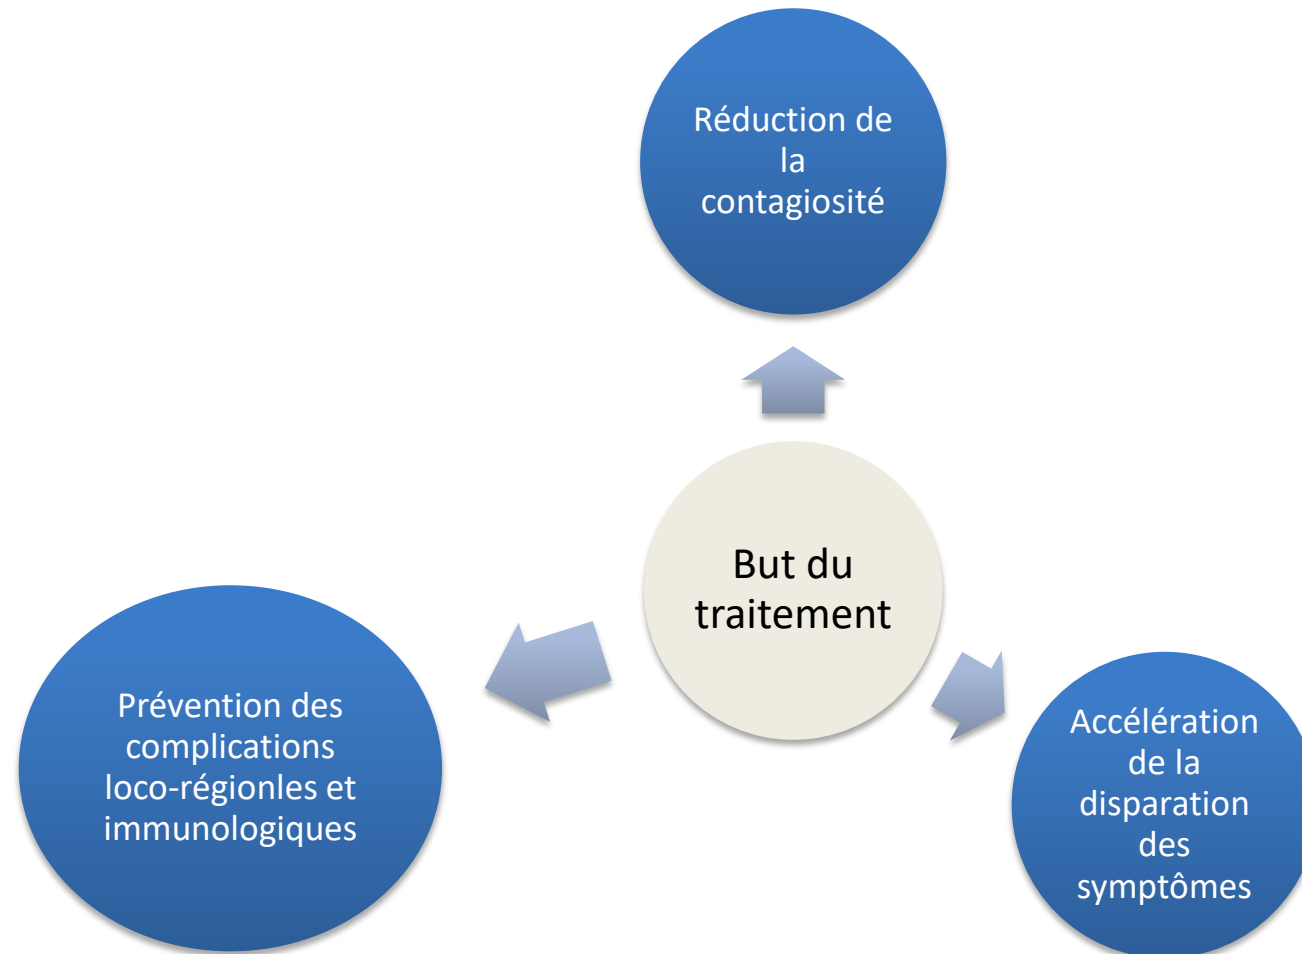 Réduction de
la
contagiosité
But du
traitement
Prévention des
complications
loco-régionles et
immunologiques
Accélération
de la
disparation
des
symptômes